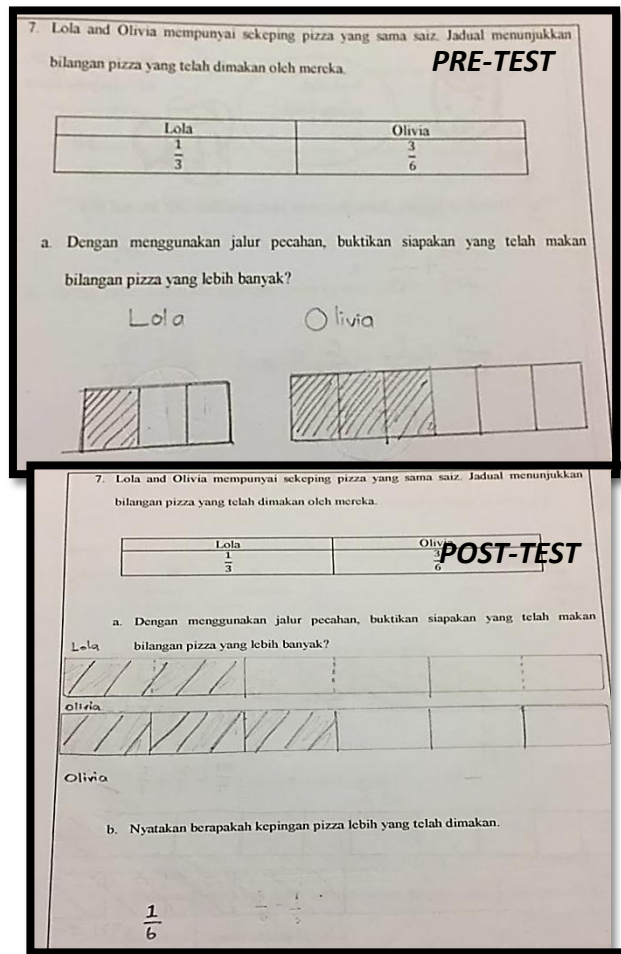 7. Lola and Olivia mempunyai sekeping pizza yang sama saiz. Jadual menunjukkan
bilangan pizza yang telah dimakan oleh mereka.
PRE-TEST
Lola Olivia
1/3 3/6
a. Dengan menggunakan jalur pecahan, buktikan siapakan yang telah makan
bilangan pizza yang lebih banyak?
Lola Olivia
7. Lola and Olivia mempunyai sekeping pizza yang sama saiz. Jadual menunjukkan
bilangan pizza yang telah dimakan oleh mereka.
POST-TEST
Lola Olivia
1/3 3/6
a. Dengan menggunakan jalur pecahan, buktikan siapakan yang telah makan
Lola bilangan pizza yang lebih banyak?
olivia
Olivia
b. Nyatakan berapakah kepingan pizza lebih yang telah dimakan.
1/6